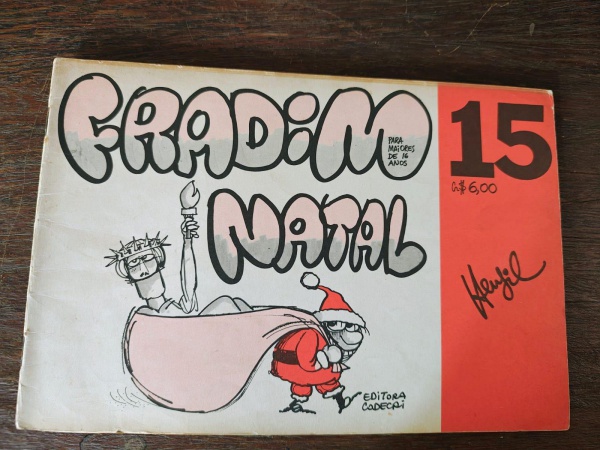 FRADiM
PARA
MAiORES
DE 16
ANOS
NATAL
15
Cr$ 6,00
Henfil
EDiTORA
CODECRi